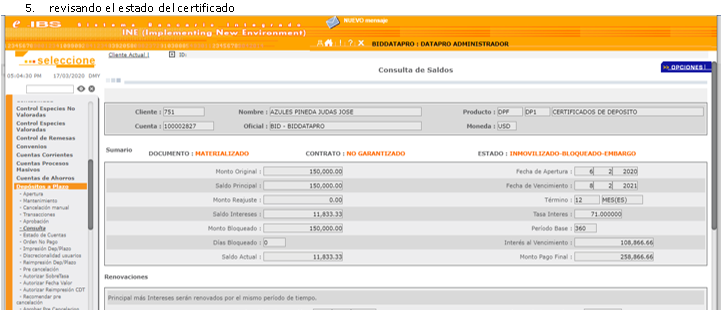 5. revisando el estado del certificado
e IBS Sistema Bancario Integrado
INE (Implementing New Environment)
NUEVO mensaje
BIDDATAPRO : DATAPRO ADMINISTRADOR
...seleccione
Cliente Actual |
OPCIONES!
Consulta de Saldos
05:04:30 PM 17/03/2020 DMY
Control Especies No Valoradas
Control Especies Valoradas
Control de Remesas
Convenios
Cuentas Corrientes
Cuentas Procesos Masivos
Cuentas de Ahorros
Depósitos a Plazo
- Apertura
- Mantenimiento
- Cancelación manual
- Transacciones
- Aprobación
- Consulta
- Estado de Cuentas
- Orden No Pago
- Impresión Dep/Plazo
- Discrecionalidad usuarios
- Reimpresión Dep/Plazo
- Pre cancelación
- Autorizar SobreTasa
- Autorizar Fecha Valor
- Autorizar Reimpresión CDT
- Recomendar pre cancelación
- Aprobar Pre Cancelacion
Cliente : 751 Nombre : AZULES PINEDA JUDAS JOSE Producto : DPF DP1 CERTIFICADOS DE DEPOSITO
Cuenta : 100002827 Oficial : BID - BIDDATAPRO Moneda : USD
Sumario DOCUMENTO : MATERIALIZADO CONTRATO : NO GARANTIZADO ESTADO : INMOVILIZADO-BLOQUEADO-EMBARGO
Monto Original : 150,000.00 Fecha de Apertura : 6 2 2020
Saldo Principal : 150,000.00 Fecha de Vencimiento : 8 2 2021
Monto Reajuste : 0.00 Término : 12 MES(ES)
Saldo Intereses : 11,833.33 Tasa Interes : 71.000000
Monto Bloqueado : 150,000.00 Período Base : 360
Días Bloqueado : 0 Interés al Vencimiento : 108,866.66
Saldo Actual : 11,833.33 Monto Pago Final : 258,866.66
Renovaciones
Principal más Intereses serán renovados por el mismo período de tiempo.